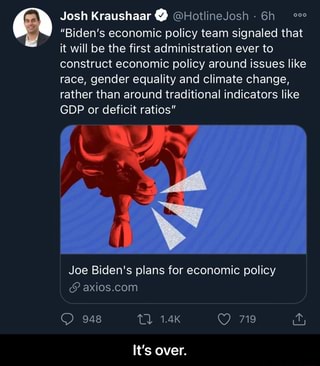 Josh Kraushaar @HotlineJosh · 6h
"Biden's economic policy team signaled that
it will be the first administration ever to
construct economic policy around issues like
race, gender equality and climate change,
rather than around traditional indicators like
GDP or deficit ratios"
Joe Biden's plans for economic policy
axios.com
948 1.4K 719
It's over.